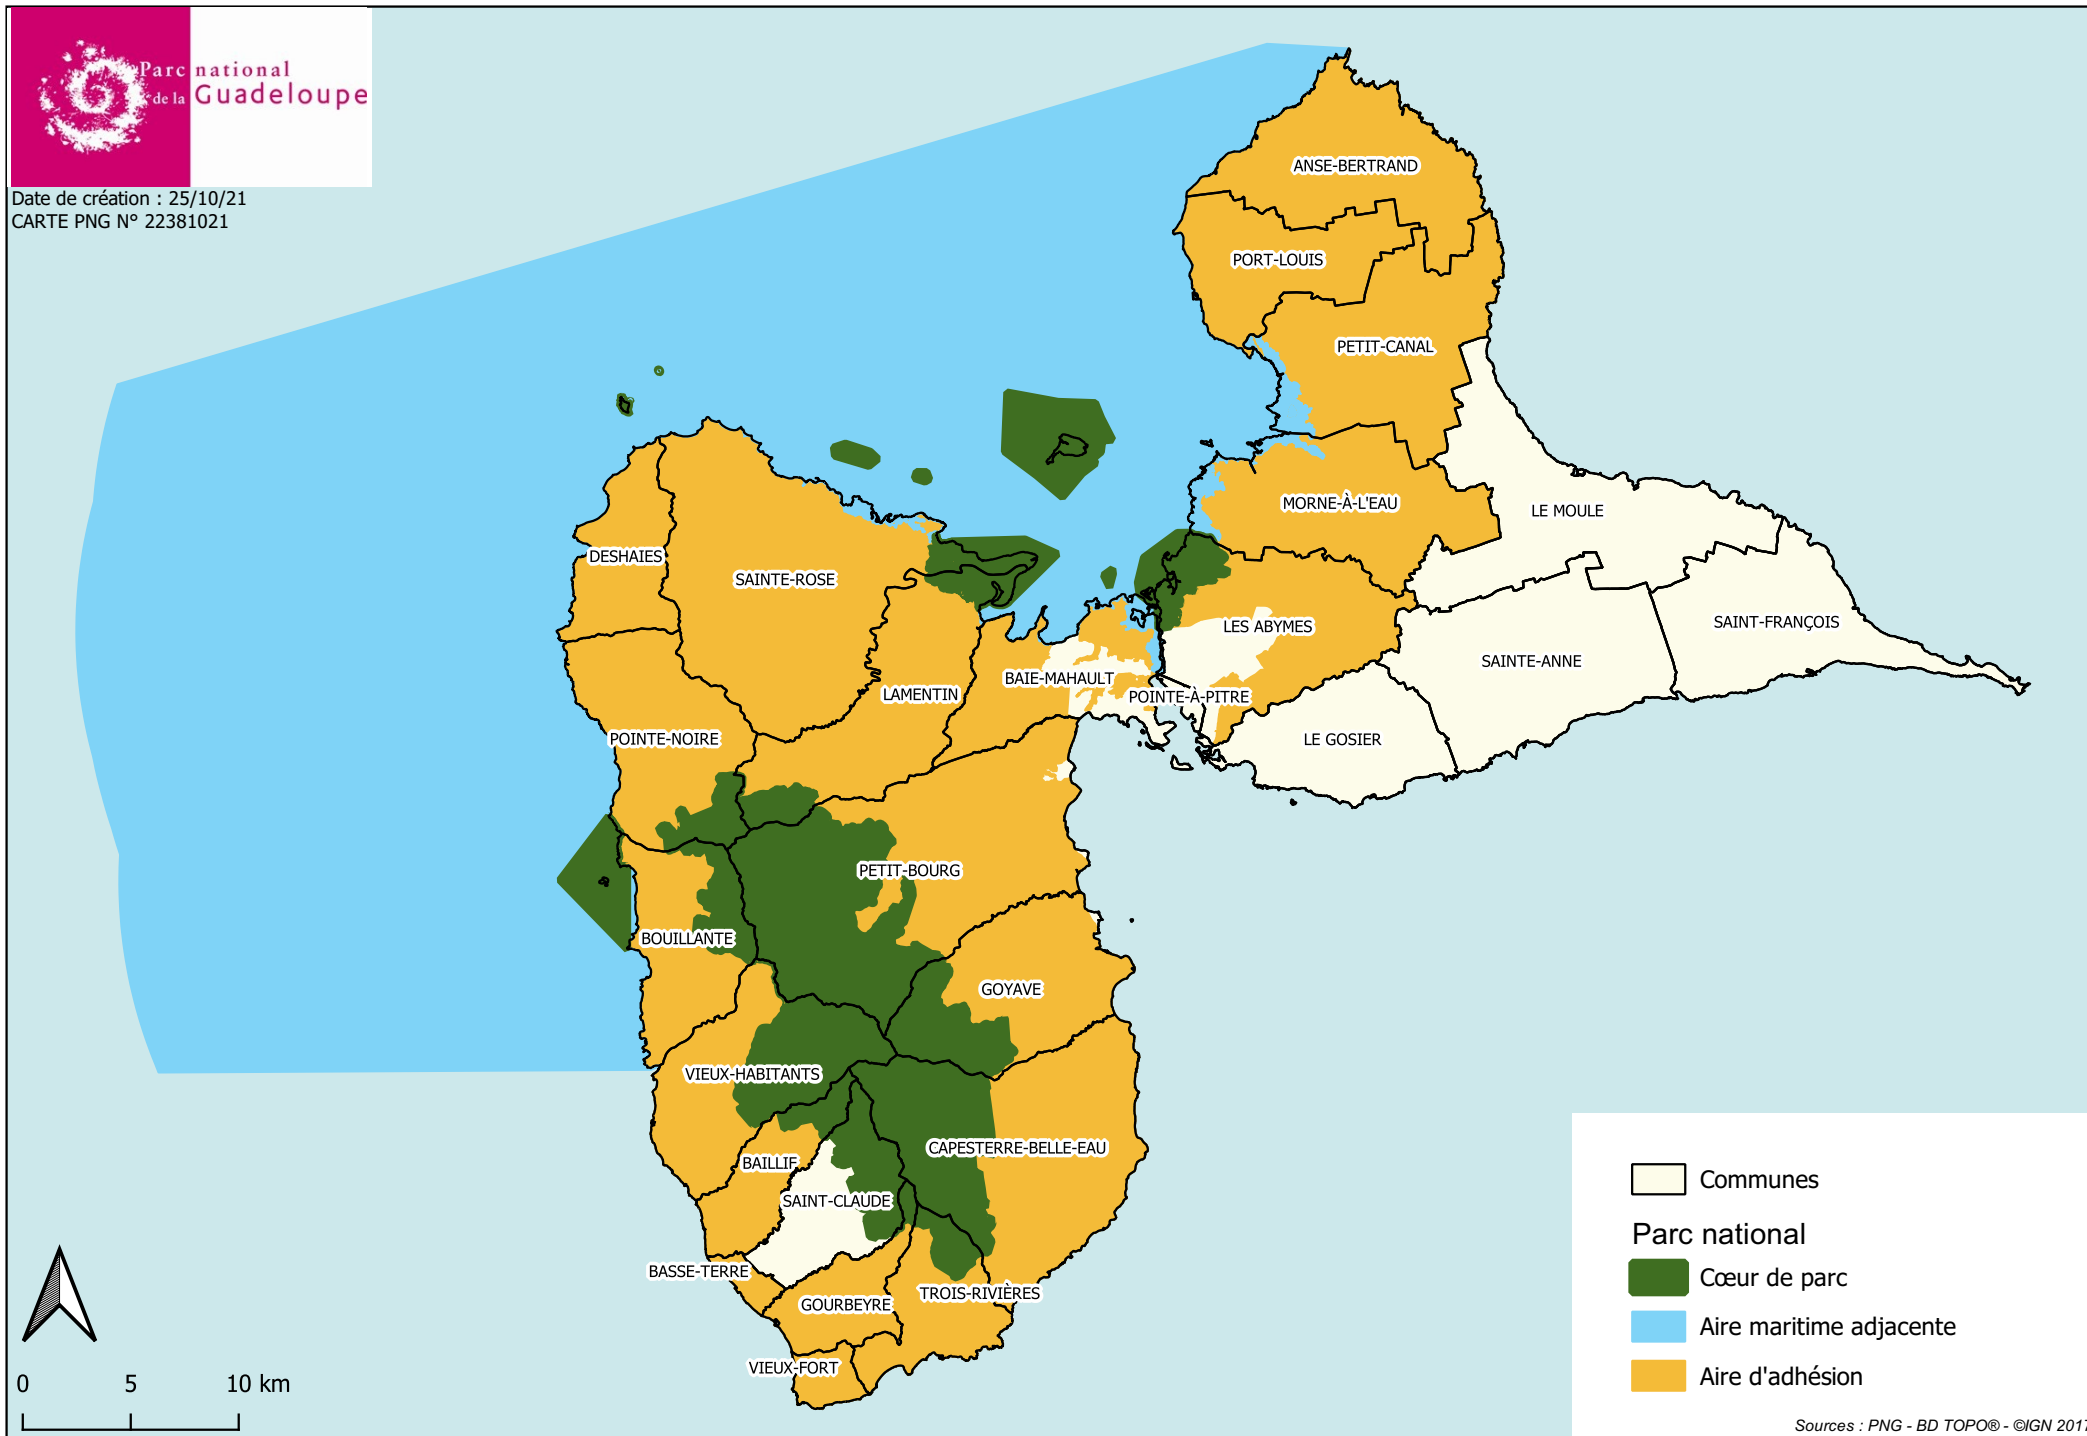 Parc national
de la Guadeloupe
Date de création : 25/10/21
CARTE PNG N° 22381021
ANSE-BERTRAND
PORT-LOUIS
PETIT-CANAL
MORNE-À-L'EAU
LE MOULE
DESHAIES
SAINTE-ROSE
LES ABYMES
SAINT-FRANÇOIS
SAINTE-ANNE
BAIE-MAHAULT
LAMENTIN
POINTE-À-PITRE
POINTE-NOIRE
LE GOSIER
PETIT-BOURG
BOUILLANTE
GOYAVE
VIEUX-HABITANTS
CAPESTERRE-BELLE-EAU
BAILLIF
SAINT-CLAUDE
BASSE-TERRE
TROIS-RIVIÈRES
GOURBEYRE
VIEUX-FORT
0 5 10 km
Communes
Parc national
Cœur de parc
Aire maritime adjacente
Aire d'adhésion
Sources : PNG - BD TOPO® - ©IGN 2017